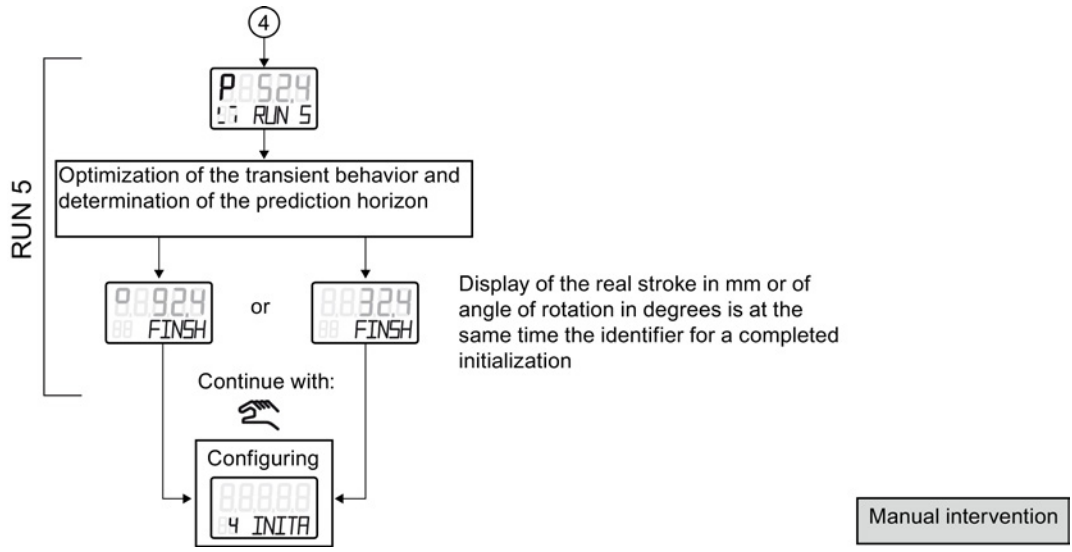 4
P 52.4
RUN 5
RUN 5
Optimization of the transient behavior and
determination of the prediction horizon
° 92.4
FINSH
or
32.4
FINSH
Display of the real stroke in mm or of
angle of rotation in degrees is at the
same time the identifier for a completed
initialization
Continue with:
Configuring
4 INITA
Manual intervention